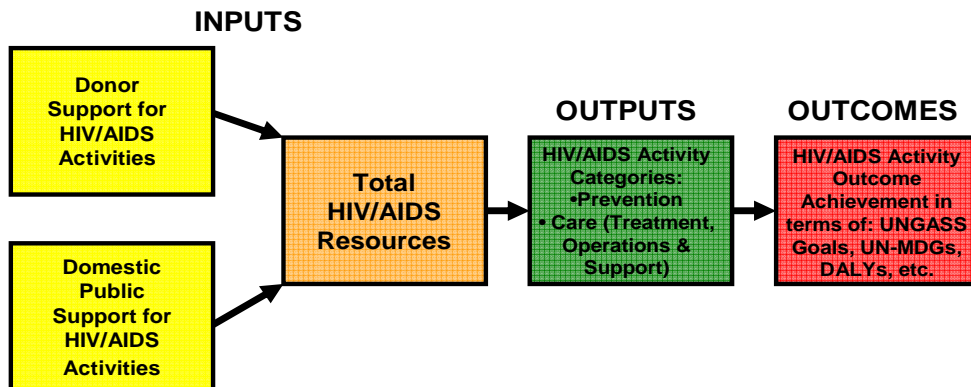 INPUTS
Donor
Support for
HIV/AIDS
Activities
Domestic
Public
Support for
HIV/AIDS
Activities
Total
HIV/AIDS
Resources
OUTPUTS
HIV/AIDS Activity
Categories:
•Prevention
• Care (Treatment,
Operations &
Support)
OUTCOMES
HIV/AIDS Activity
Outcome
Achievement in
terms of: UNGASS
Goals, UN-MDGs,
DALYs, etc.